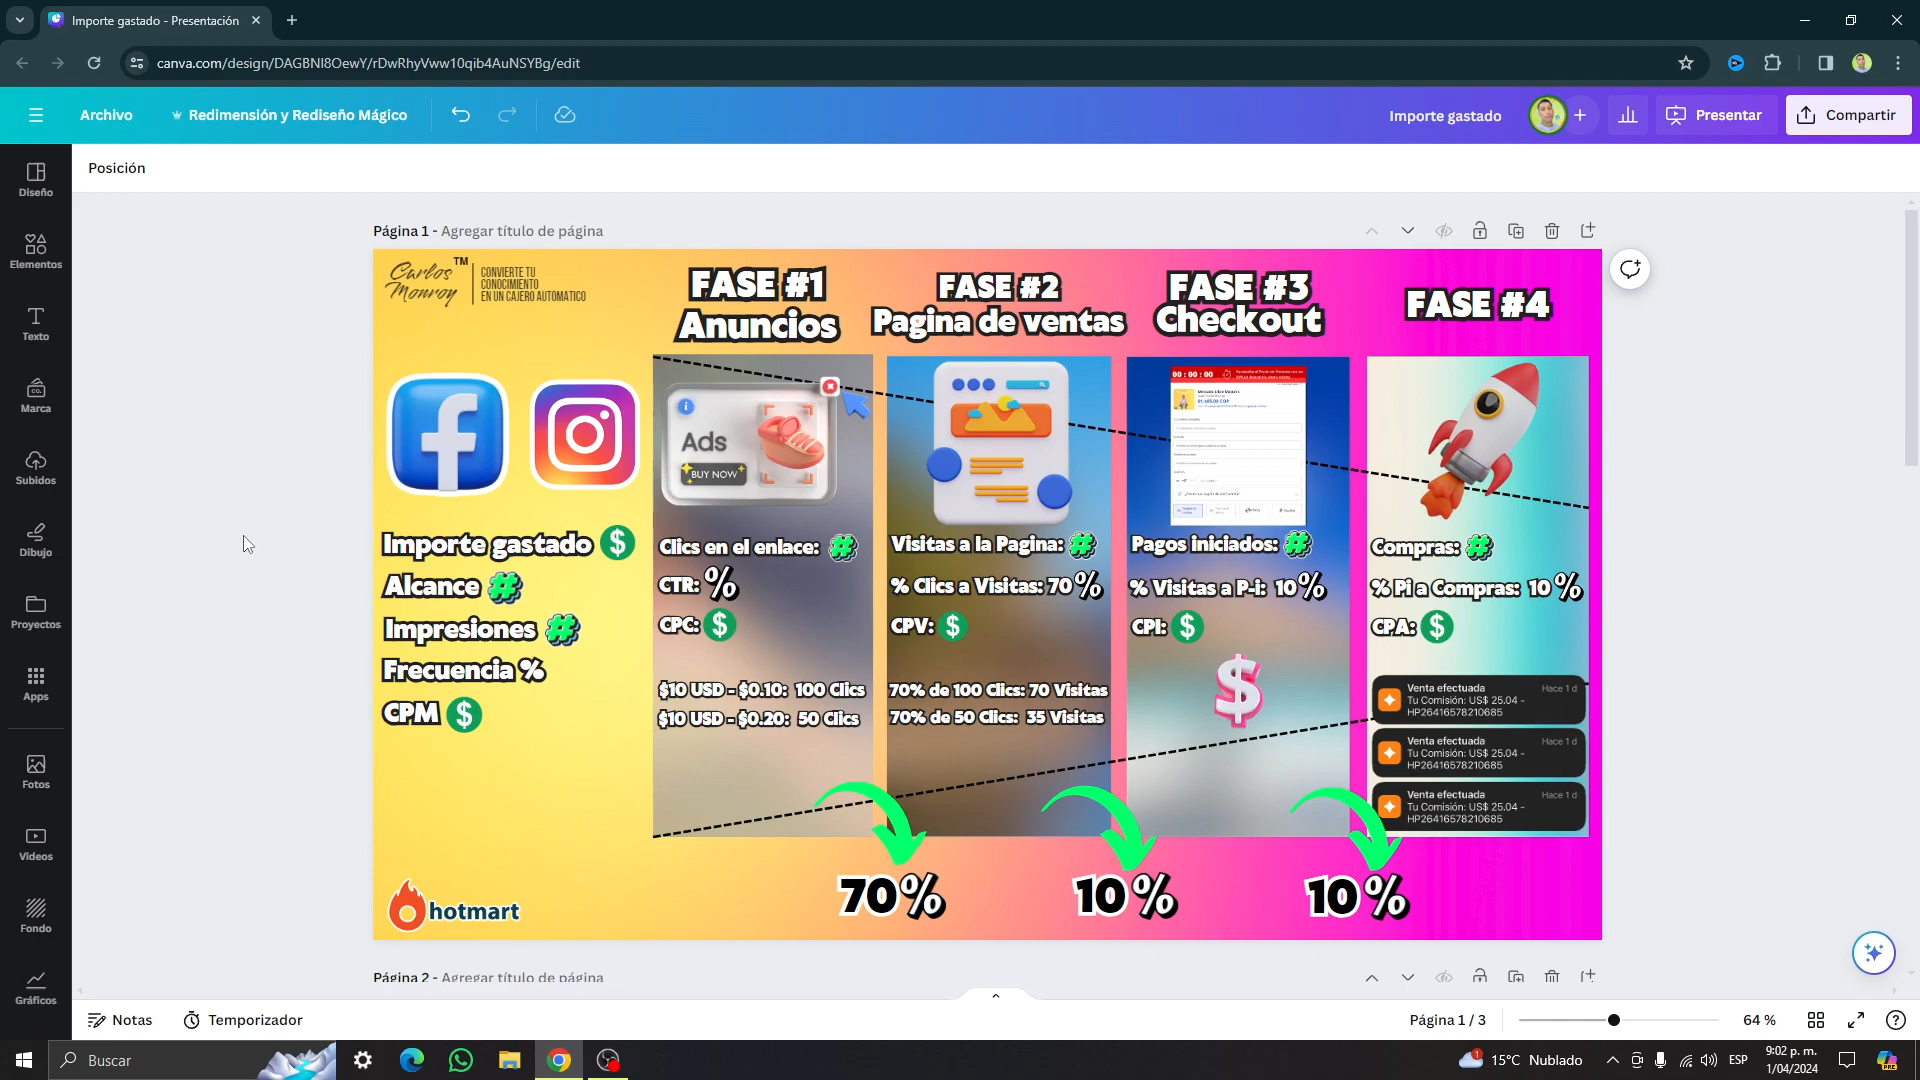 Importe gastado - Presentación
canva.com/design/DAGBNI8OewY/rDwRhyVww10qib4AuNSYBg/edit
Archivo
Redimensión y Rediseño Mágico
Importe gastado
Presentar
Compartir
Posición
Diseño
Elementos
Texto
Marca
Subidos
Dibujo
Proyectos
Apps
Fotos
Videos
Fondo
Gráficos
Página 1 - Agregar título de página
Carlos Monroy TM
CONVIERTE TU
CONOCIMIENTO
EN UN CAJERO AUTOMATICO
FASE #1
Anuncios
FASE #2
Pagina de ventas
FASE #3
Checkout
FASE #4
Ads
BUY NOW
00 : 00 : 00
Importe gastado $
Alcance #
Impresiones #
Frecuencia %
CPM $
Clics en el enlace: #
CTR: %
CPC: $
$10 USD - $0.10: 100 Clics
$10 USD - $0.20: 50 Clics
Visitas a la Pagina: #
% Clics a Visitas: 70%
CPV: $
70% de 100 Clics: 70 Visitas
70% de 50 Clics: 35 Visitas
Pagos iniciados: #
% Visitas a P-i: 10%
CPI: $
$
Compras: #
% Pi a Compras: 10%
CPA: $
Venta efectuada Hace 1 d
Tu Comisión: US$ 25.04 -
HP26416578210685
Venta efectuada Hace 1 d
Tu Comisión: US$ 25.04 -
HP26416578210685
Venta efectuada Hace 1 d
Tu Comisión: US$ 25.04 -
HP26416578210685
70%
10%
10%
hotmart
Página 2 - Agregar título de página
Notas
Temporizador
Página 1 / 3
64 %
Buscar
1
15°C Nublado
ESP
9:02 p. m.
1/04/2024